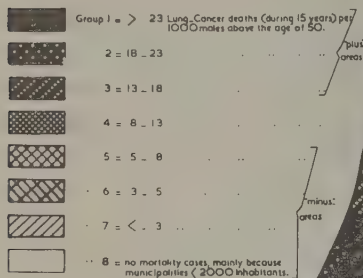 Group 1 = > 23 Lung-Cancer deaths (during 15 years) per
1000 males above the age of 50.
2 = 18 - 23 " " "
"plus"
areas
3 = 13 - 18 " " "
4 = 8 - 13 " " "
5 = 5 - 8 " " "
" 6 = 3 - 5 " " "
"minus"
areas
" 7 = < 3 " " "
" 8 = no mortality cases, mainly because
municipalities < 2000 inhabitants.